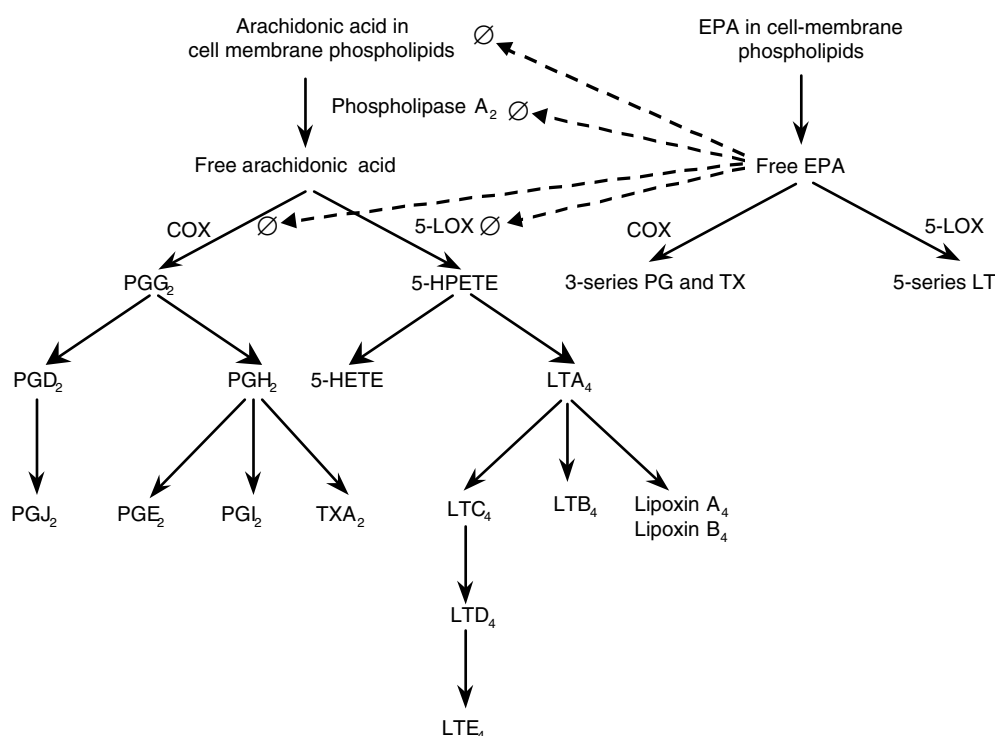 Arachidonic acid in
cell membrane phospholipids
∅
EPA in cell-membrane
phospholipids
Phospholipase A₂ ∅
Free arachidonic acid
Free EPA
COX
∅
5-LOX ∅
COX
5-LOX
PGG₂
5-HPETE
3-series PG and TX
5-series LT
PGD₂
PGH₂
5-HETE
LTA₄
PGJ₂
PGE₂
PGI₂
TXA₂
LTC₄
LTB₄
Lipoxin A₄
Lipoxin B₄
LTD₄
LTE₄